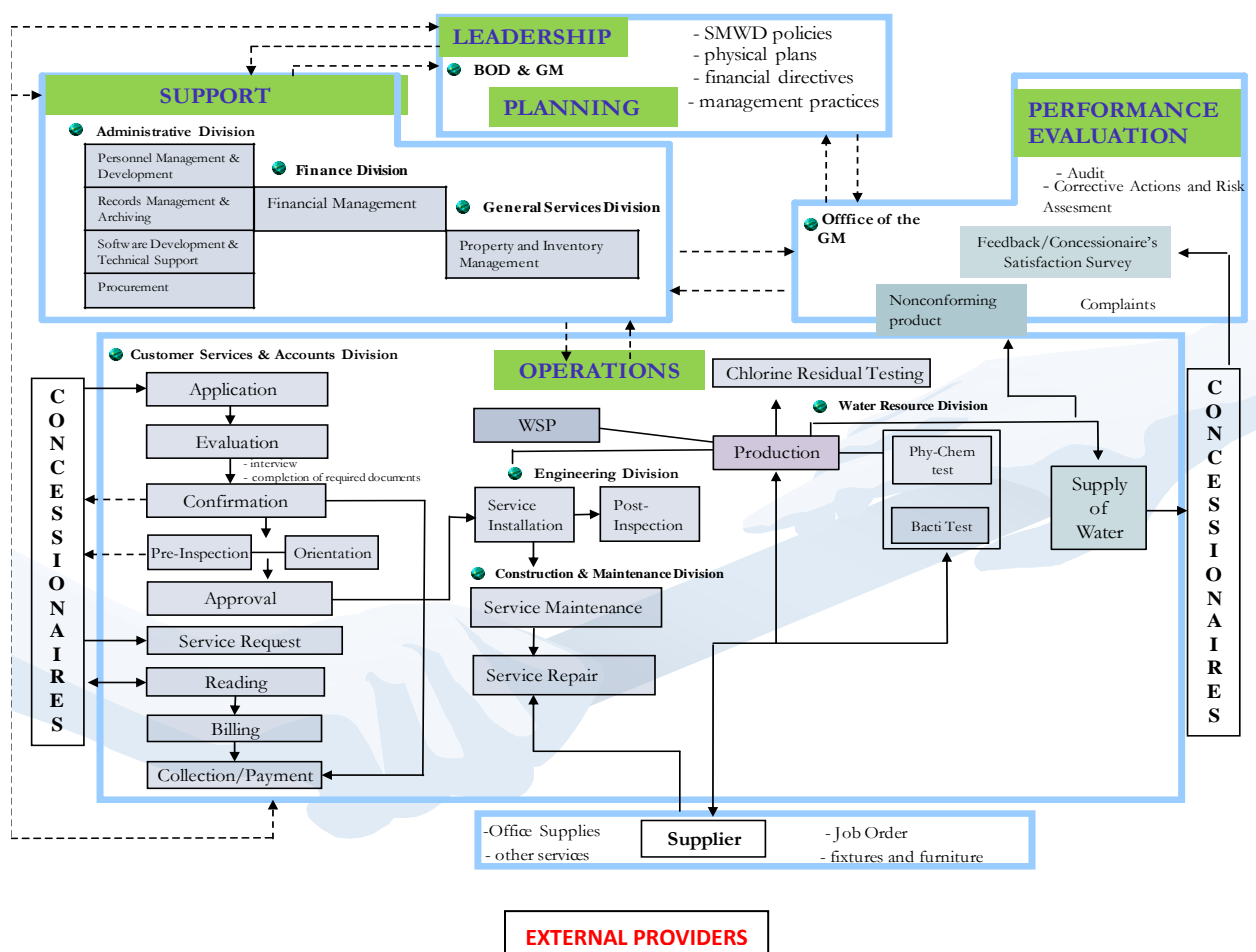 LEADERSHIP
BOD & GM
PLANNING
- SMWD policies
- physical plans
- financial directives
- management practices
SUPPORT
Administrative Division
Personnel Management &
Development
Records Management &
Archiving
Software Development &
Technical Support
Procurement
Finance Division
Financial Management
General Services Division
Property and Inventory
Management
PERFORMANCE
EVALUATION
- Audit
- Corrective Actions and Risk
Assesment
Offfice of the
GM
Feedback/Concessionaire's
Satisfaction Survey
Nonconforming
product
Complaints
Customer Services & Accounts Division
OPERATIONS
CONCESSIONAIRES
Application
Evaluation
- interview
- completion of required documents
Confirmation
Pre-Inspection
Orientation
Approval
Service Request
Reading
Billing
Collection/Payment
WSP
Engineering Division
Service
Installation
Post-
Inspection
Construction & Maintenance Division
Service Maintenance
Service Repair
Chlorine Residual Testing
Water Resource Division
Production
Phy-Chem
test
Bacti Test
Supply
of
Water
CONCESSIONAIRES
-Office Supplies
- other services
Supplier
- Job Order
- fixtures and furniture
EXTERNAL PROVIDERS